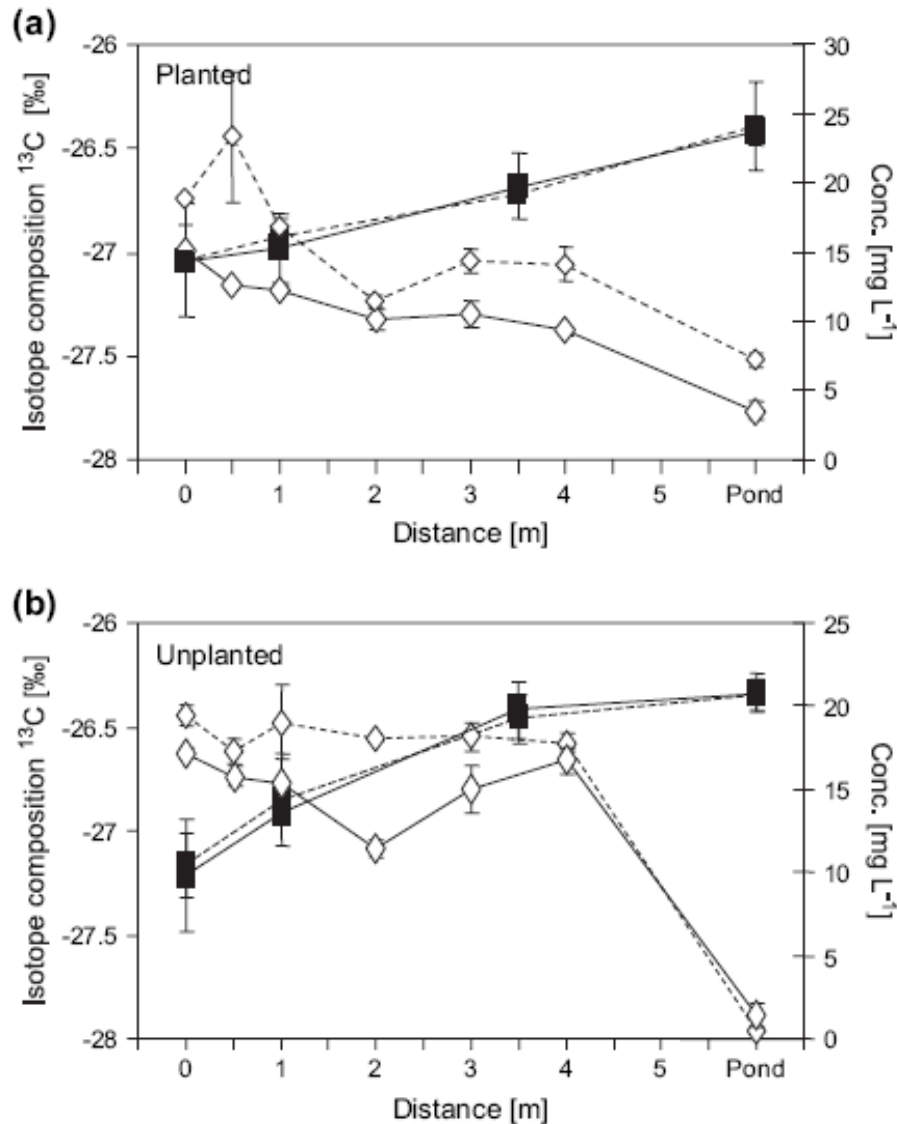 (a)
Planted
Isotope composition ¹³C [‰]
-26
-26.5
-27
-27.5
-28
30
25
20
15
10
5
0
Conc. [mg L⁻¹]
0 1 2 3 4 5 Pond
Distance [m]
(b)
Unplanted
Isotope composition ¹³C [‰]
-26
-26.5
-27
-27.5
-28
25
20
15
10
5
0
Conc. [mg L⁻¹]
0 1 2 3 4 5 Pond
Distance [m]